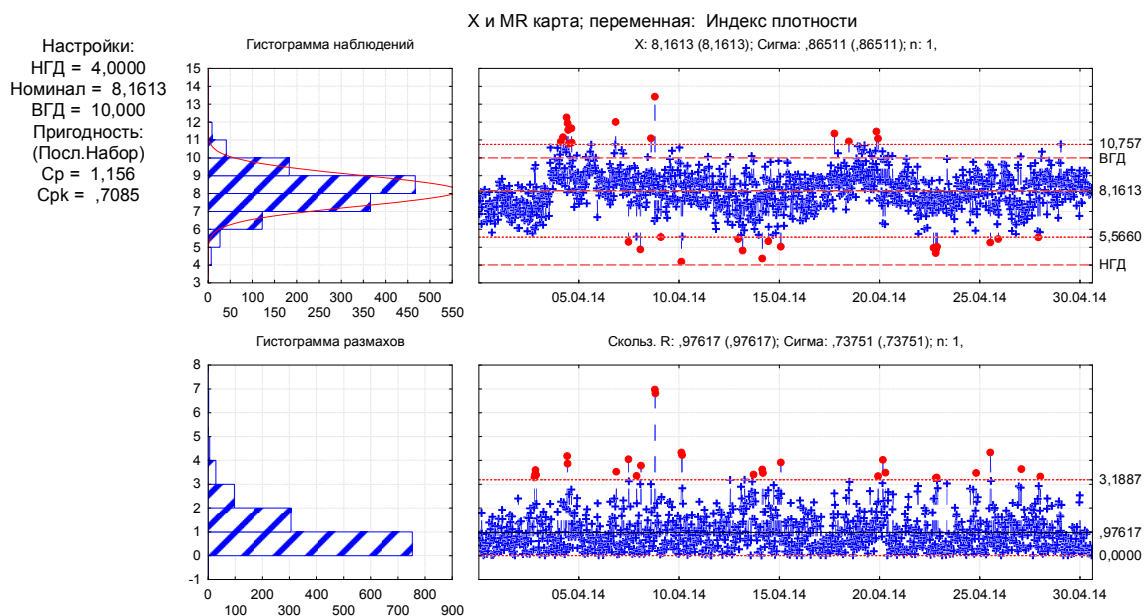 X и MR карта; переменная: Индекс плотности
Настройки:
НГД = 4,0000
Номинал = 8,1613
ВГД = 10,000
Пригодность:
(Посл.Набор)
Cp = 1,156
Cpk = ,7085
Гистограмма наблюдений
15
14
13
12
11
10
9
8
7
6
5
4
3
0 100 200 300 400 500
50 150 250 350 450 550
X: 8,1613 (8,1613); Сигма: ,86511 (,86511); n: 1,
10,757
ВГД
8,1613
5,5660
НГД
05.04.14 10.04.14 15.04.14 20.04.14 25.04.14 30.04.14
Гистограмма размахов
8
7
6
5
4
3
2
1
0
-1
0 200 400 600 800
100 300 500 700 900
Скольз. R: ,97617 (,97617); Сигма: ,73751 (,73751); n: 1,
3,1887
,97617
0,0000
05.04.14 10.04.14 15.04.14 20.04.14 25.04.14 30.04.14